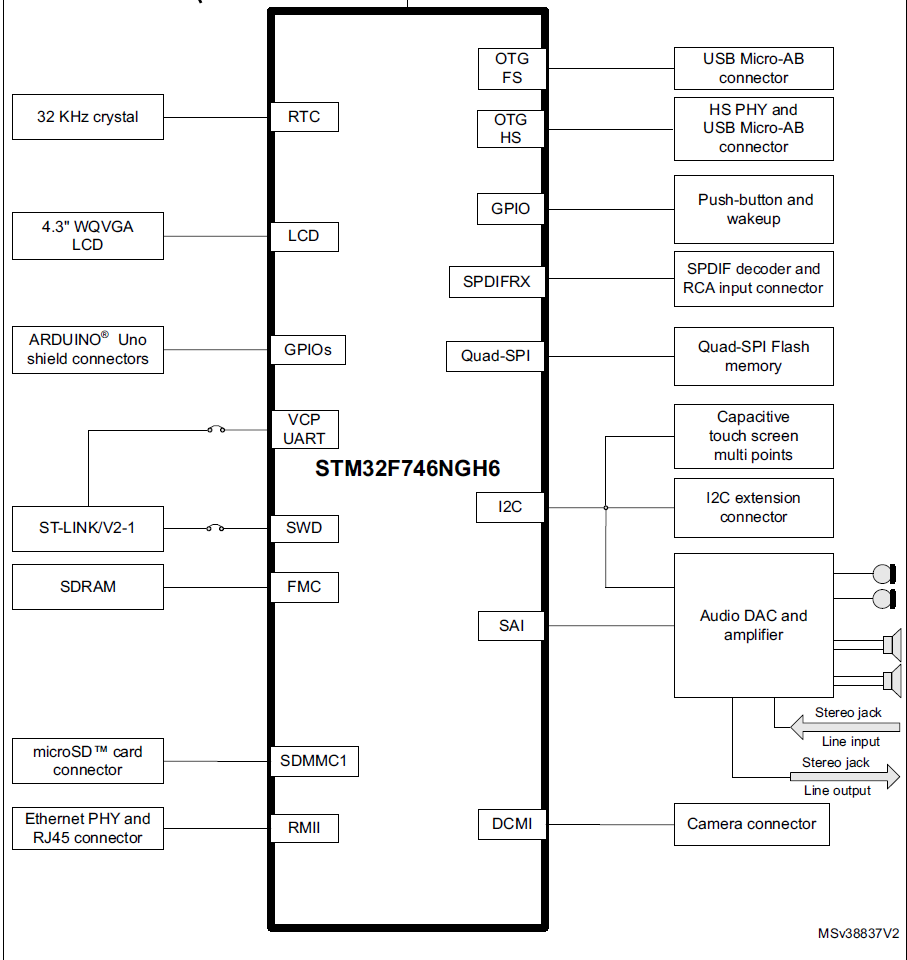 OTG
FS
USB Micro-AB
connector
32 KHz crystal
RTC
OTG
HS
HS PHY and
USB Micro-AB
connector
4.3" WQVGA
LCD
LCD
GPIO
Push-button and
wakeup
SPDIFRX
SPDIF decoder and
RCA input connector
ARDUINO® Uno
shield connectors
GPIOs
Quad-SPI
Quad-SPI Flash
memory
VCP
UART
Capacitive
touch screen
multi points
STM32F746NGH6
ST-LINK/V2-1
SWD
I2C
I2C extension
connector
SDRAM
FMC
SAI
Audio DAC and
amplifier
Stereo jack
Line input
Stereo jack
Line output
microSD™ card
connector
SDMMC1
Ethernet PHY and
RJ45 connector
RMII
DCMI
Camera connector
MSv38837V2